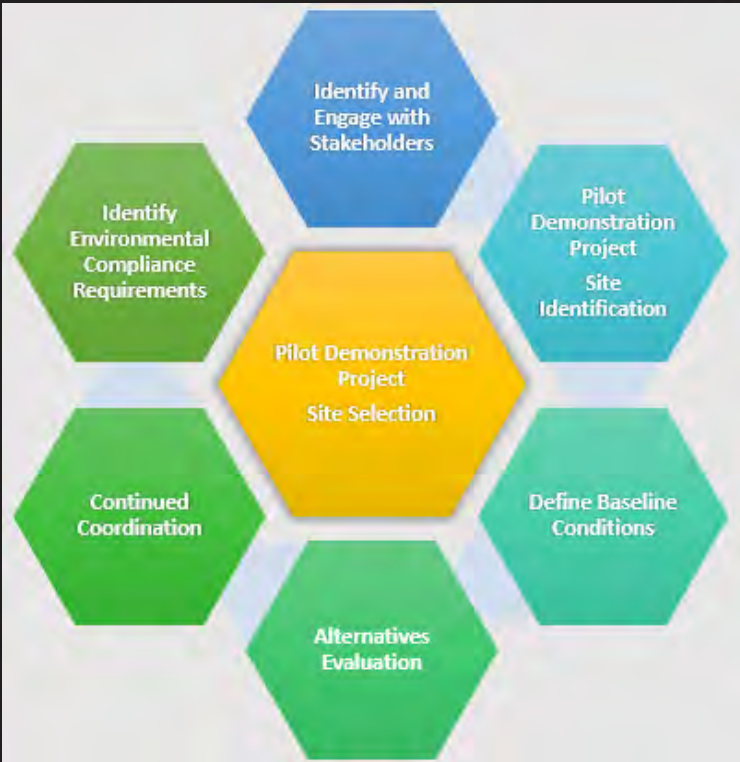 Identify and
Engage with
Stakeholders
Pilot
Demonstration
Project
Site
Identification
Define Baseline
Conditions
Alternatives
Evaluation
Continued
Coordination
Identify
Environmental
Compliance
Requirements
Pilot Demonstration
Project
Site Selection